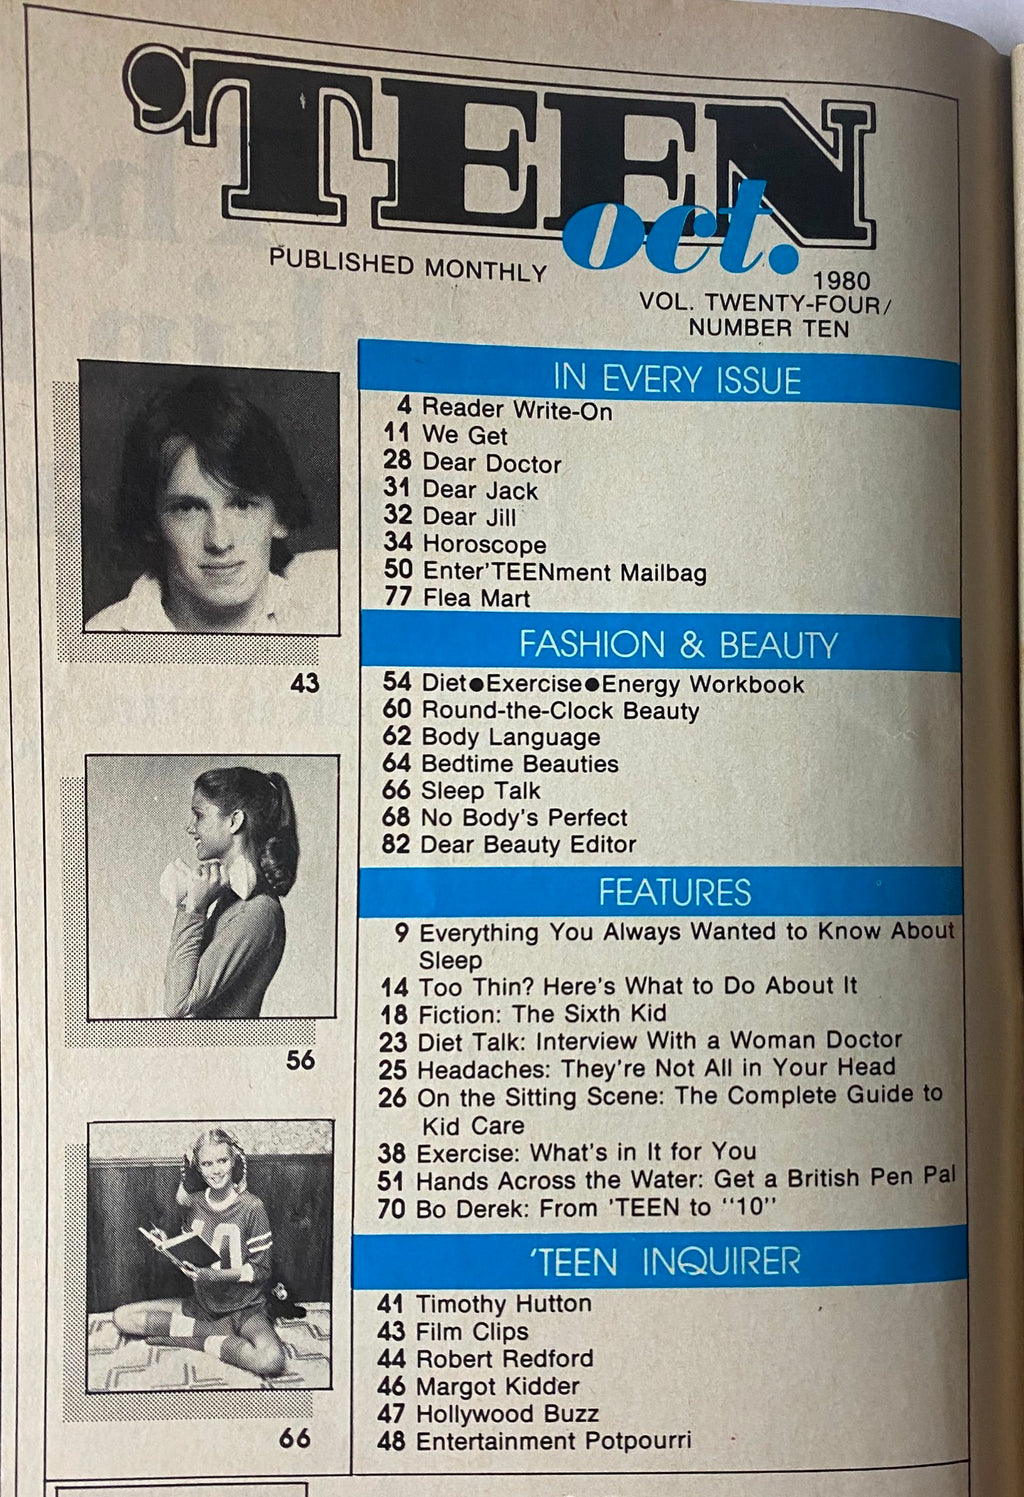 'TEEN
oct.
PUBLISHED MONTHLY
1980
VOL. TWENTY-FOUR/
NUMBER TEN
43
56
66
IN EVERY ISSUE
4 Reader Write-On
11 We Get
28 Dear Doctor
31 Dear Jack
32 Dear Jill
34 Horoscope
50 Enter'TEENment Mailbag
77 Flea Mart
FASHION & BEAUTY
54 Diet●Exercise●Energy Workbook
60 Round-the-Clock Beauty
62 Body Language
64 Bedtime Beauties
66 Sleep Talk
68 No Body's Perfect
82 Dear Beauty Editor
FEATURES
9 Everything You Always Wanted to Know About
Sleep
14 Too Thin? Here's What to Do About It
18 Fiction: The Sixth Kid
23 Diet Talk: Interview With a Woman Doctor
25 Headaches: They're Not All in Your Head
26 On the Sitting Scene: The Complete Guide to
Kid Care
38 Exercise: What's in It for You
51 Hands Across the Water: Get a British Pen Pal
70 Bo Derek: From 'TEEN to "10"
'TEEN INQUIRER
41 Timothy Hutton
43 Film Clips
44 Robert Redford
46 Margot Kidder
47 Hollywood Buzz
48 Entertainment Potpourri